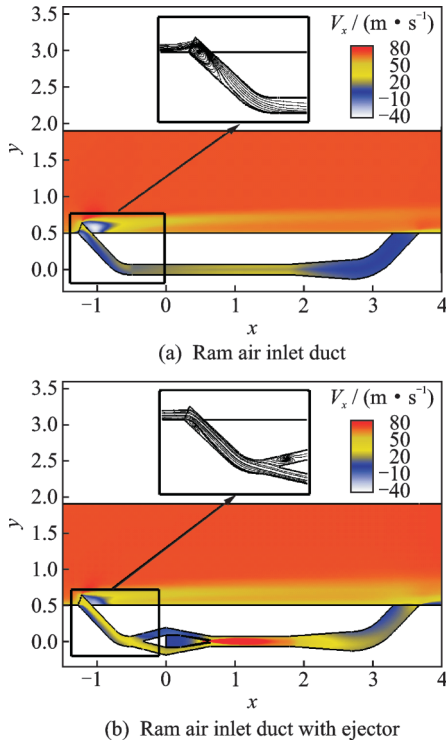 V_x / (m · s⁻¹)
80
50
20
−10
−40
3.5
3.0
2.5
2.0
1.5
1.0
0.5
0.0
y
−1 0 1 2 3 4
x
(a) Ram air inlet duct
V_x / (m · s⁻¹)
80
50
20
−10
−40
3.5
3.0
2.5
2.0
1.5
1.0
0.5
0.0
y
−1 0 1 2 3 4
x
(b) Ram air inlet duct with ejector